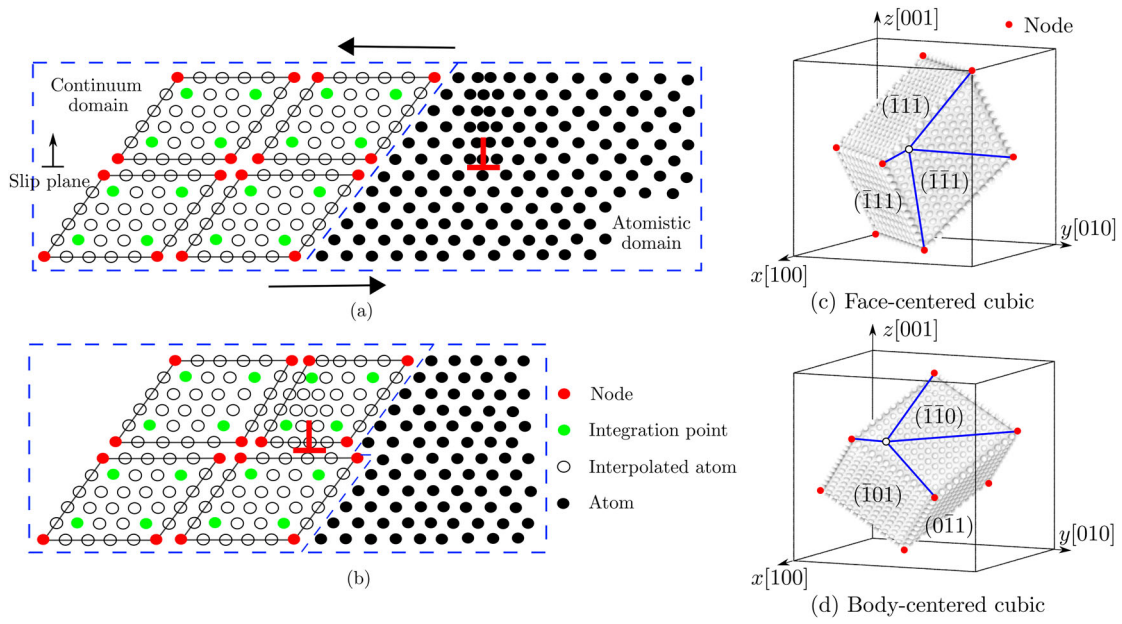 Continuum
domain
Slip plane
Atomistic
domain
(a)
(b)
Node
Integration point
Interpolated atom
Atom
z[001]
Node
(1̄11̄)
(1̄1̄1)
(1̄11)
y[010]
x[100]
(c) Face-centered cubic
z[001]
(1̄1̄0)
(1̄01)
(01̄1)
y[010]
x[100]
(d) Body-centered cubic